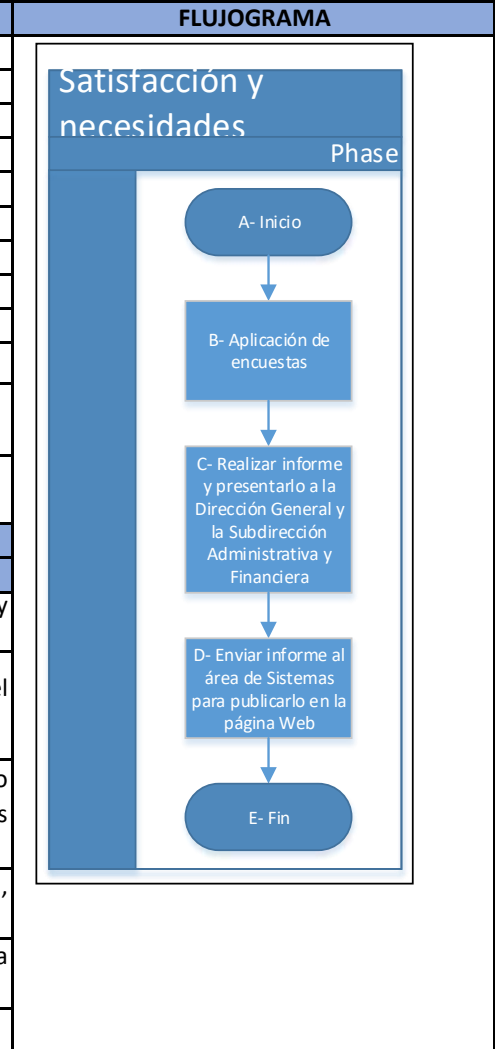 FLUJOGRAMA
Satisfacción y
necesidades
Phase
A- Inicio
B- Aplicación de
encuestas
C- Realizar informe
y presentarlo a la
Dirección General y
la Subdirección
Administrativa y
Financiera
D- Enviar informe al
área de Sistemas
para publicarlo en la
página Web
E- Fin
y